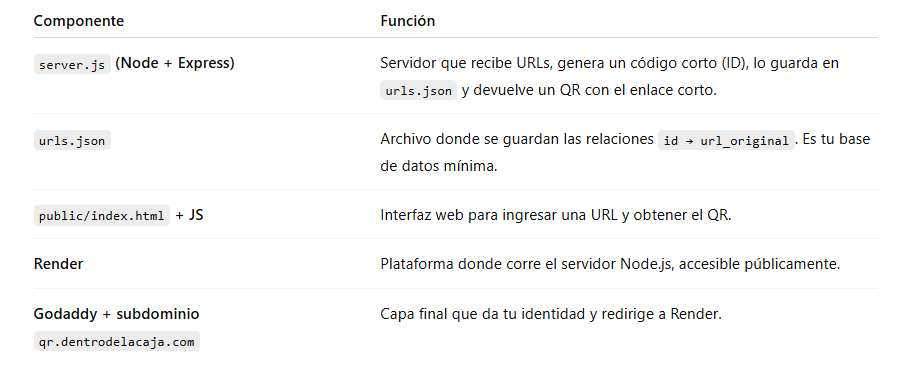 Componente Función
server.js (Node + Express) Servidor que recibe URLs, genera un código corto (ID), lo guarda en
urls.json y devuelve un QR con el enlace corto.
urls.json Archivo donde se guardan las relaciones id → url_original. Es tu base
de datos mínima.
public/index.html + JS Interfaz web para ingresar una URL y obtener el QR.
Render Plataforma donde corre el servidor Node.js, accesible públicamente.
Godaddy + subdominio Capa final que da tu identidad y redirige a Render.
qr.dentrodelacaja.com